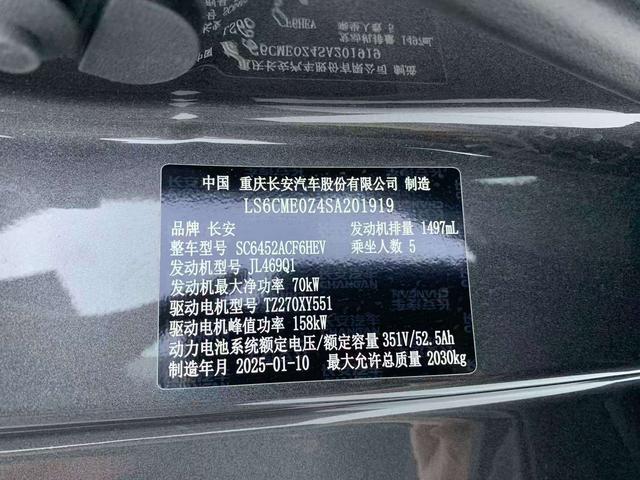 中国 重庆长安汽车股份有限公司 制造
LS6CME0Z4SA201919
品牌 长安 发动机排量 1497mL
整车型号 SC6452ACF6HEV 乘坐人数 5
发动机型号 JL469Q1
发动机最大净功率 70kW
驱动电机型号 TZ270XY551
驱动电机峰值功率 158kW
动力电池系统额定电压/额定容量 351V/52.5Ah
制造年月 2025-01-10 最大允许总质量 2030kg